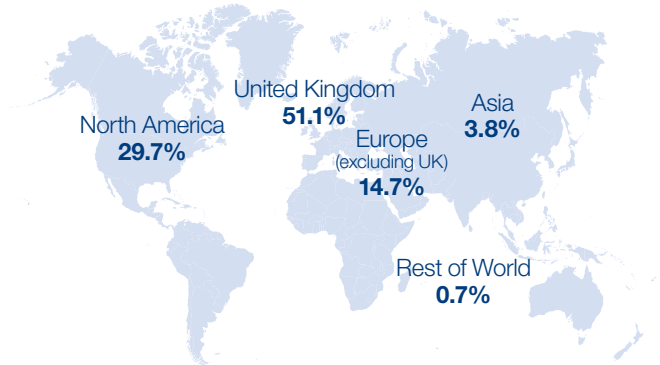 United Kingdom
51.1%
North America
29.7%
Asia
3.8%
Europe
(excluding UK)
14.7%
Rest of World
0.7%